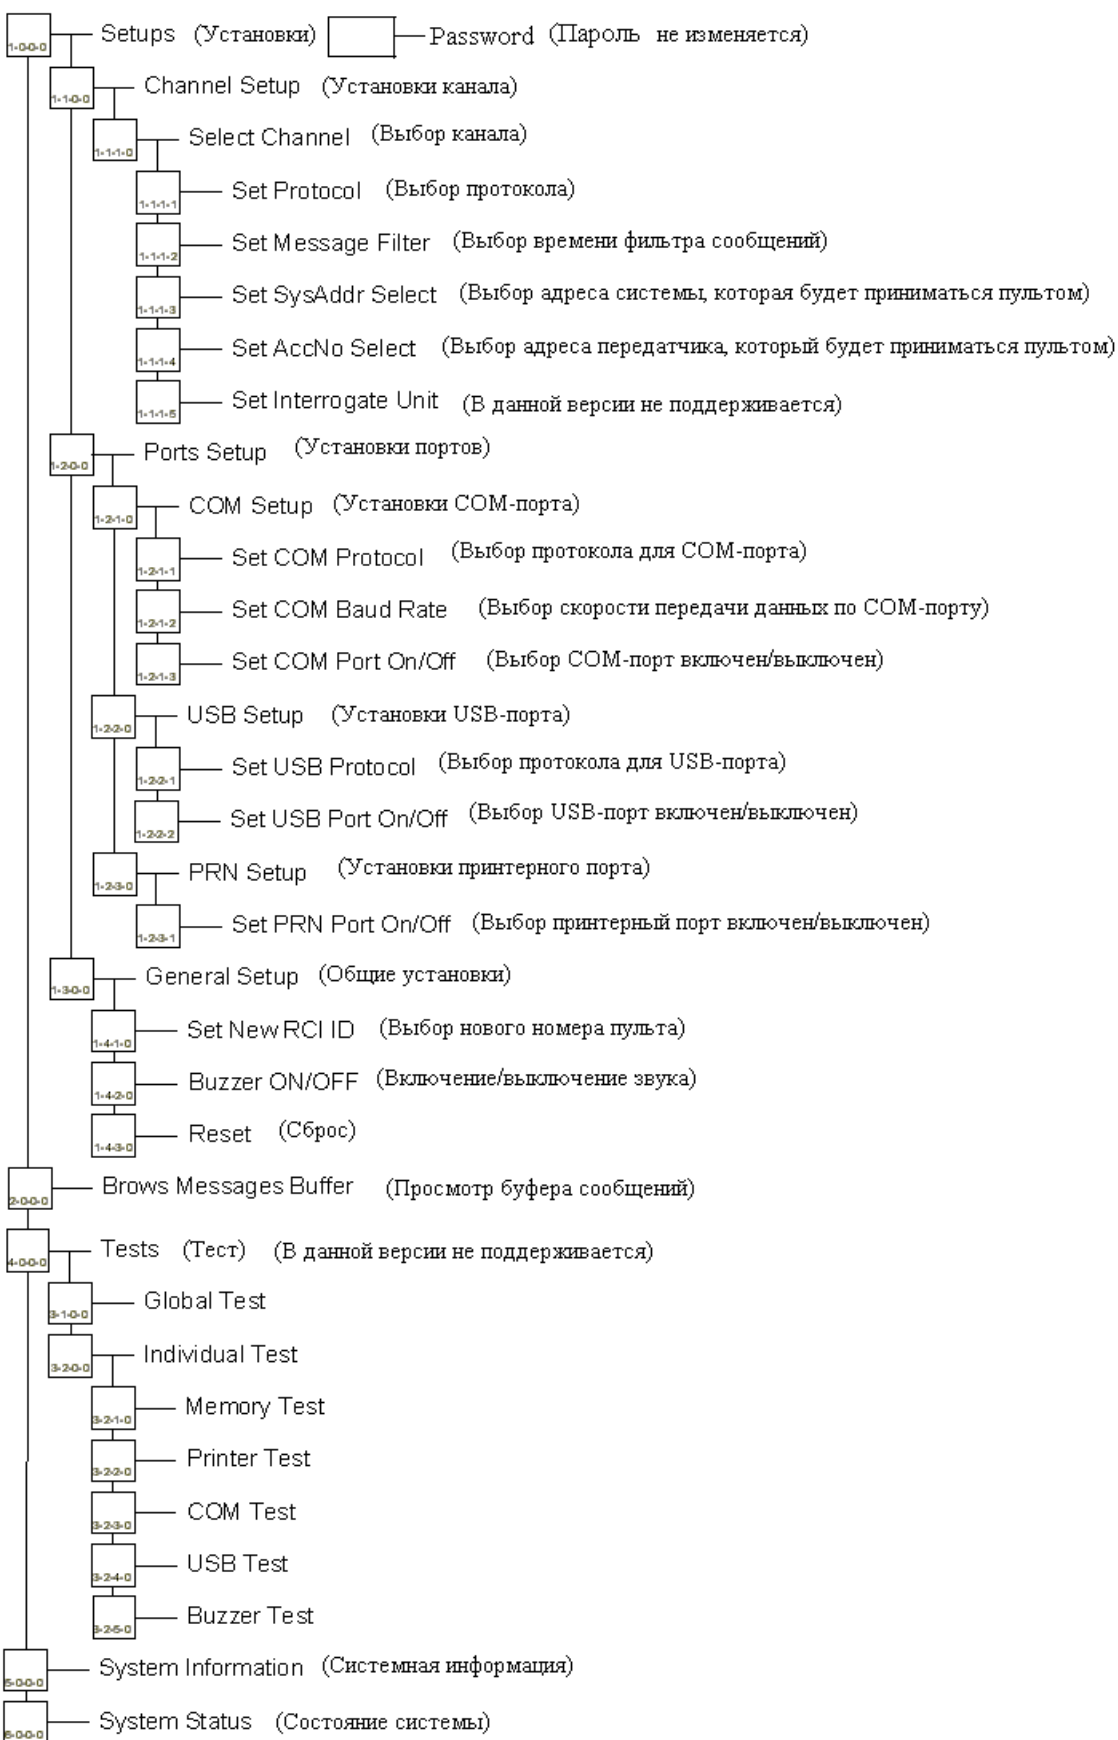 1-0-0-0 Setups (Установки) Password (Пароль не изменяется)
1-1-0-0 Channel Setup (Установки канала)
1-1-1-0 Select Channel (Выбор канала)
1-1-1-1 Set Protocol (Выбор протокола)
1-1-1-2 Set Message Filter (Выбор времени фильтра сообщений)
1-1-1-3 Set SysAddr Select (Выбор адреса системы, которая будет приниматься пультом)
1-1-1-4 Set AccNo Select (Выбор адреса передатчика, который будет приниматься пультом)
1-1-1-5 Set Interrogate Unit (В данной версии не поддерживается)
1-2-0-0 Ports Setup (Установки портов)
1-2-1-0 COM Setup (Установки COM-порта)
1-2-1-1 Set COM Protocol (Выбор протокола для COM-порта)
1-2-1-2 Set COM Baud Rate (Выбор скорости передачи данных по COM-порту)
1-2-1-3 Set COM Port On/Off (Выбор COM-порт включен/выключен)
1-2-2-0 USB Setup (Установки USB-порта)
1-2-2-1 Set USB Protocol (Выбор протокола для USB-порта)
1-2-2-2 Set USB Port On/Off (Выбор USB-порт включен/выключен)
1-2-3-0 PRN Setup (Установки принтерного порта)
1-2-3-1 Set PRN Port On/Off (Выбор принтерный порт включен/выключен)
1-3-0-0 General Setup (Общие установки)
1-4-1-0 Set New RCI ID (Выбор нового номера пульта)
1-4-2-0 Buzzer ON/OFF (Включение/выключение звука)
1-4-3-0 Reset (Сброс)
2-0-0-0 Brows Messages Buffer (Просмотр буфера сообщений)
4-0-0-0 Tests (Тест) (В данной версии не поддерживается)
3-1-0-0 Global Test
3-2-0-0 Individual Test
3-2-1-0 Memory Test
3-2-2-0 Printer Test
3-2-3-0 COM Test
3-2-4-0 USB Test
3-2-5-0 Buzzer Test
5-0-0-0 System Information (Системная информация)
6-0-0-0 System Status (Состояние системы)